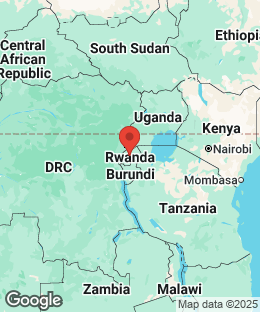 Central
African
Republic
South Sudan
Ethiopia
Uganda
Kenya
Nairobi
Rwanda
DRC
Burundi
Mombasa
Tanzania
Zambia
Malawi
Google
Map data ©2025